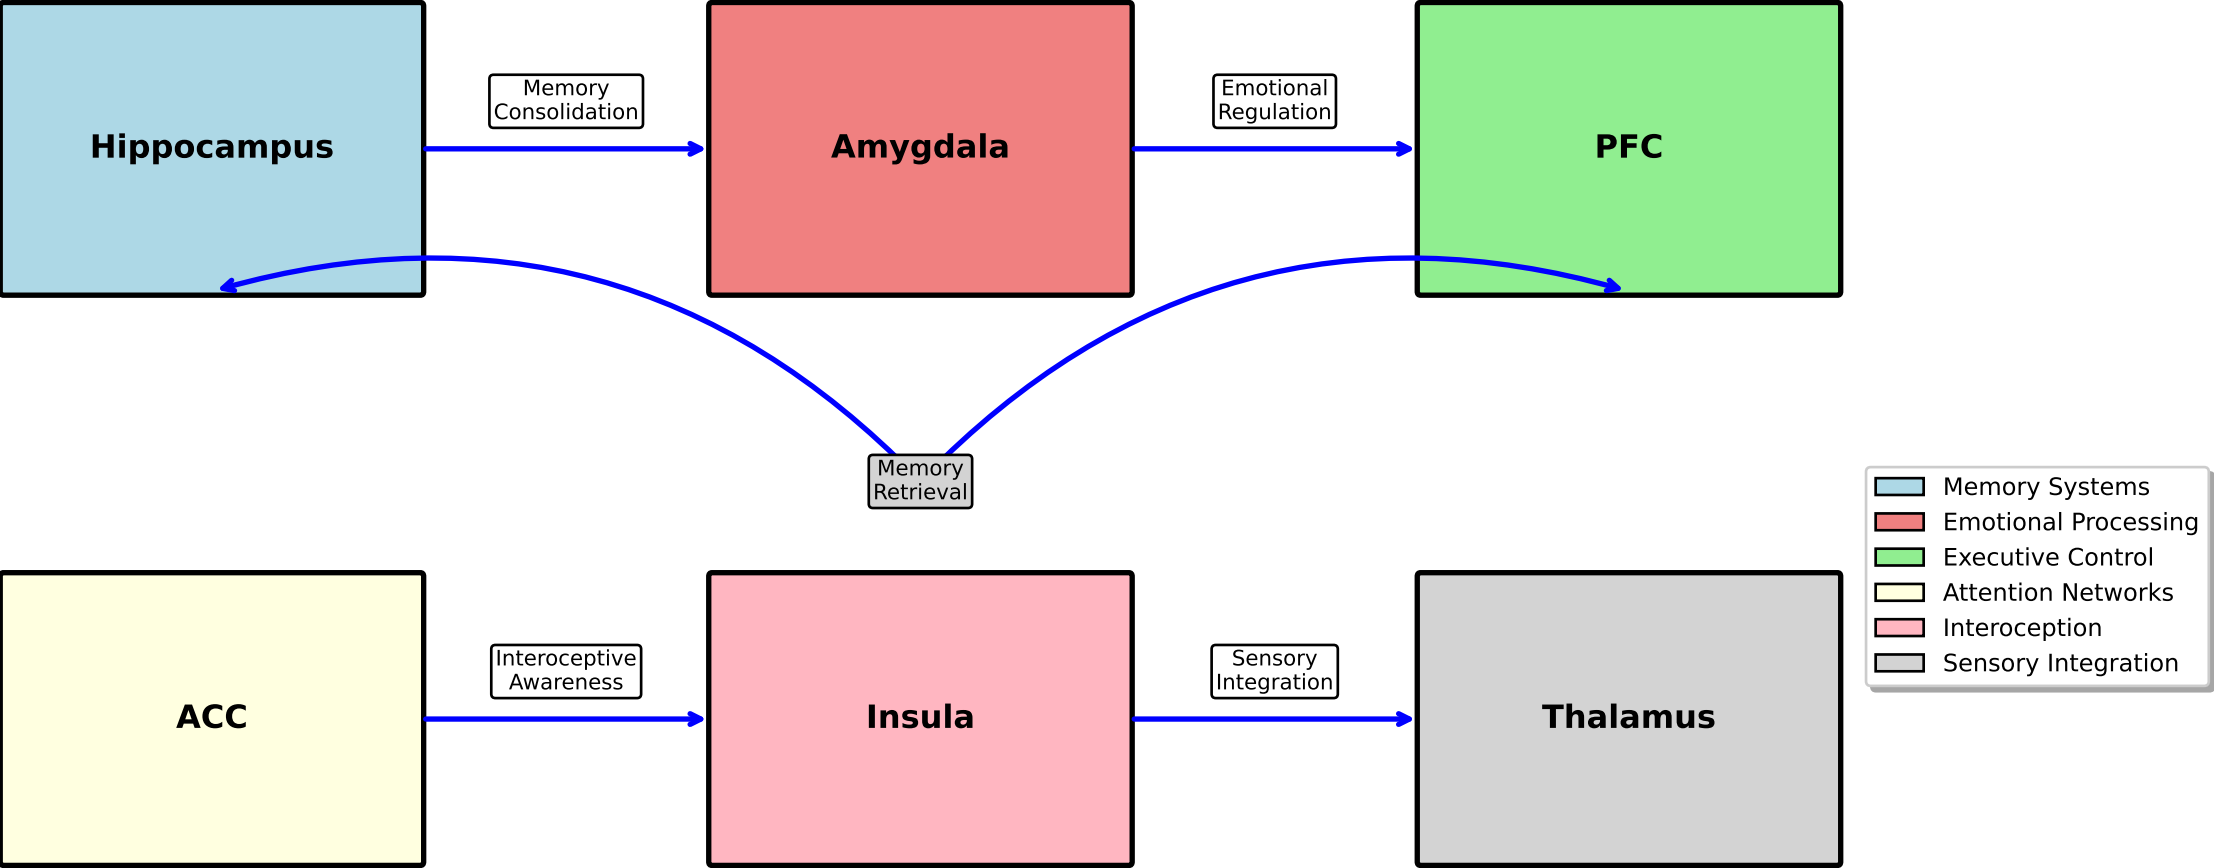 Memory
Consolidation
Emotional
Regulation
Hippocampus
Amygdala
PFC
Memory
Retrieval
Interoceptive
Awareness
Sensory
Integration
ACC
Insula
Thalamus
Memory Systems
Emotional Processing
Executive Control
Attention Networks
Interoception
Sensory Integration